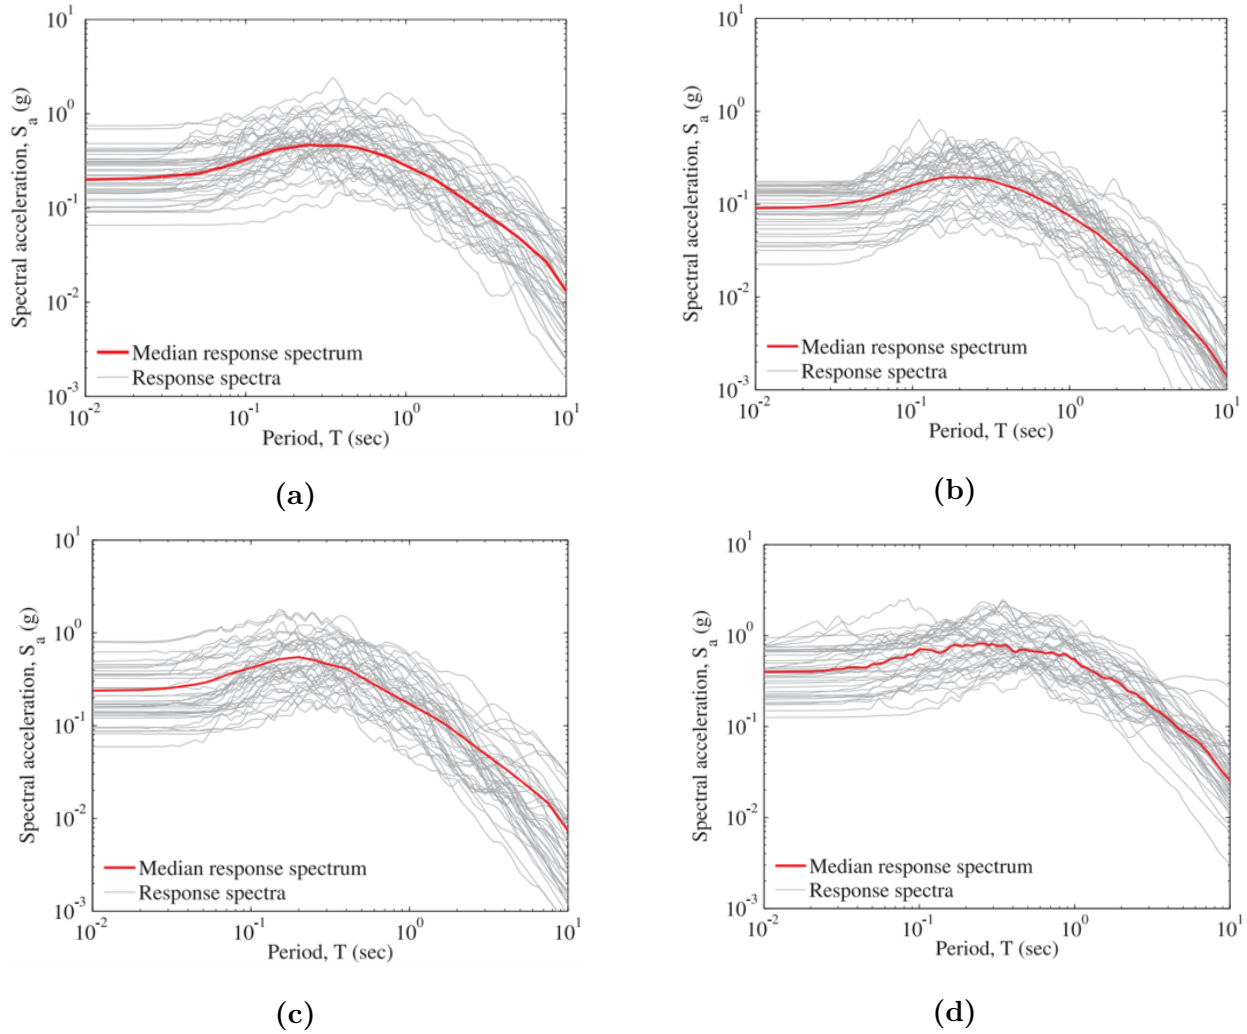 10^1
10^0
10^-1
10^-2
10^-3
Spectral acceleration, S_a (g)
Median response spectrum
Response spectra
10^-2 10^-1 10^0 10^1
Period, T (sec)
(a)
10^1
10^0
10^-1
10^-2
10^-3
Spectral acceleration, S_a (g)
Median response spectrum
Response spectra
10^-2 10^-1 10^0 10^1
Period, T (sec)
(b)
10^1
10^0
10^-1
10^-2
10^-3
Spectral acceleration, S_a (g)
Median response spectrum
Response spectra
10^-2 10^-1 10^0 10^1
Period, T (sec)
(c)
10^1
10^0
10^-1
10^-2
10^-3
Spectral acceleration, S_a (g)
Median response spectrum
Response spectra
10^-2 10^-1 10^0 10^1
Period, T (sec)
(d)